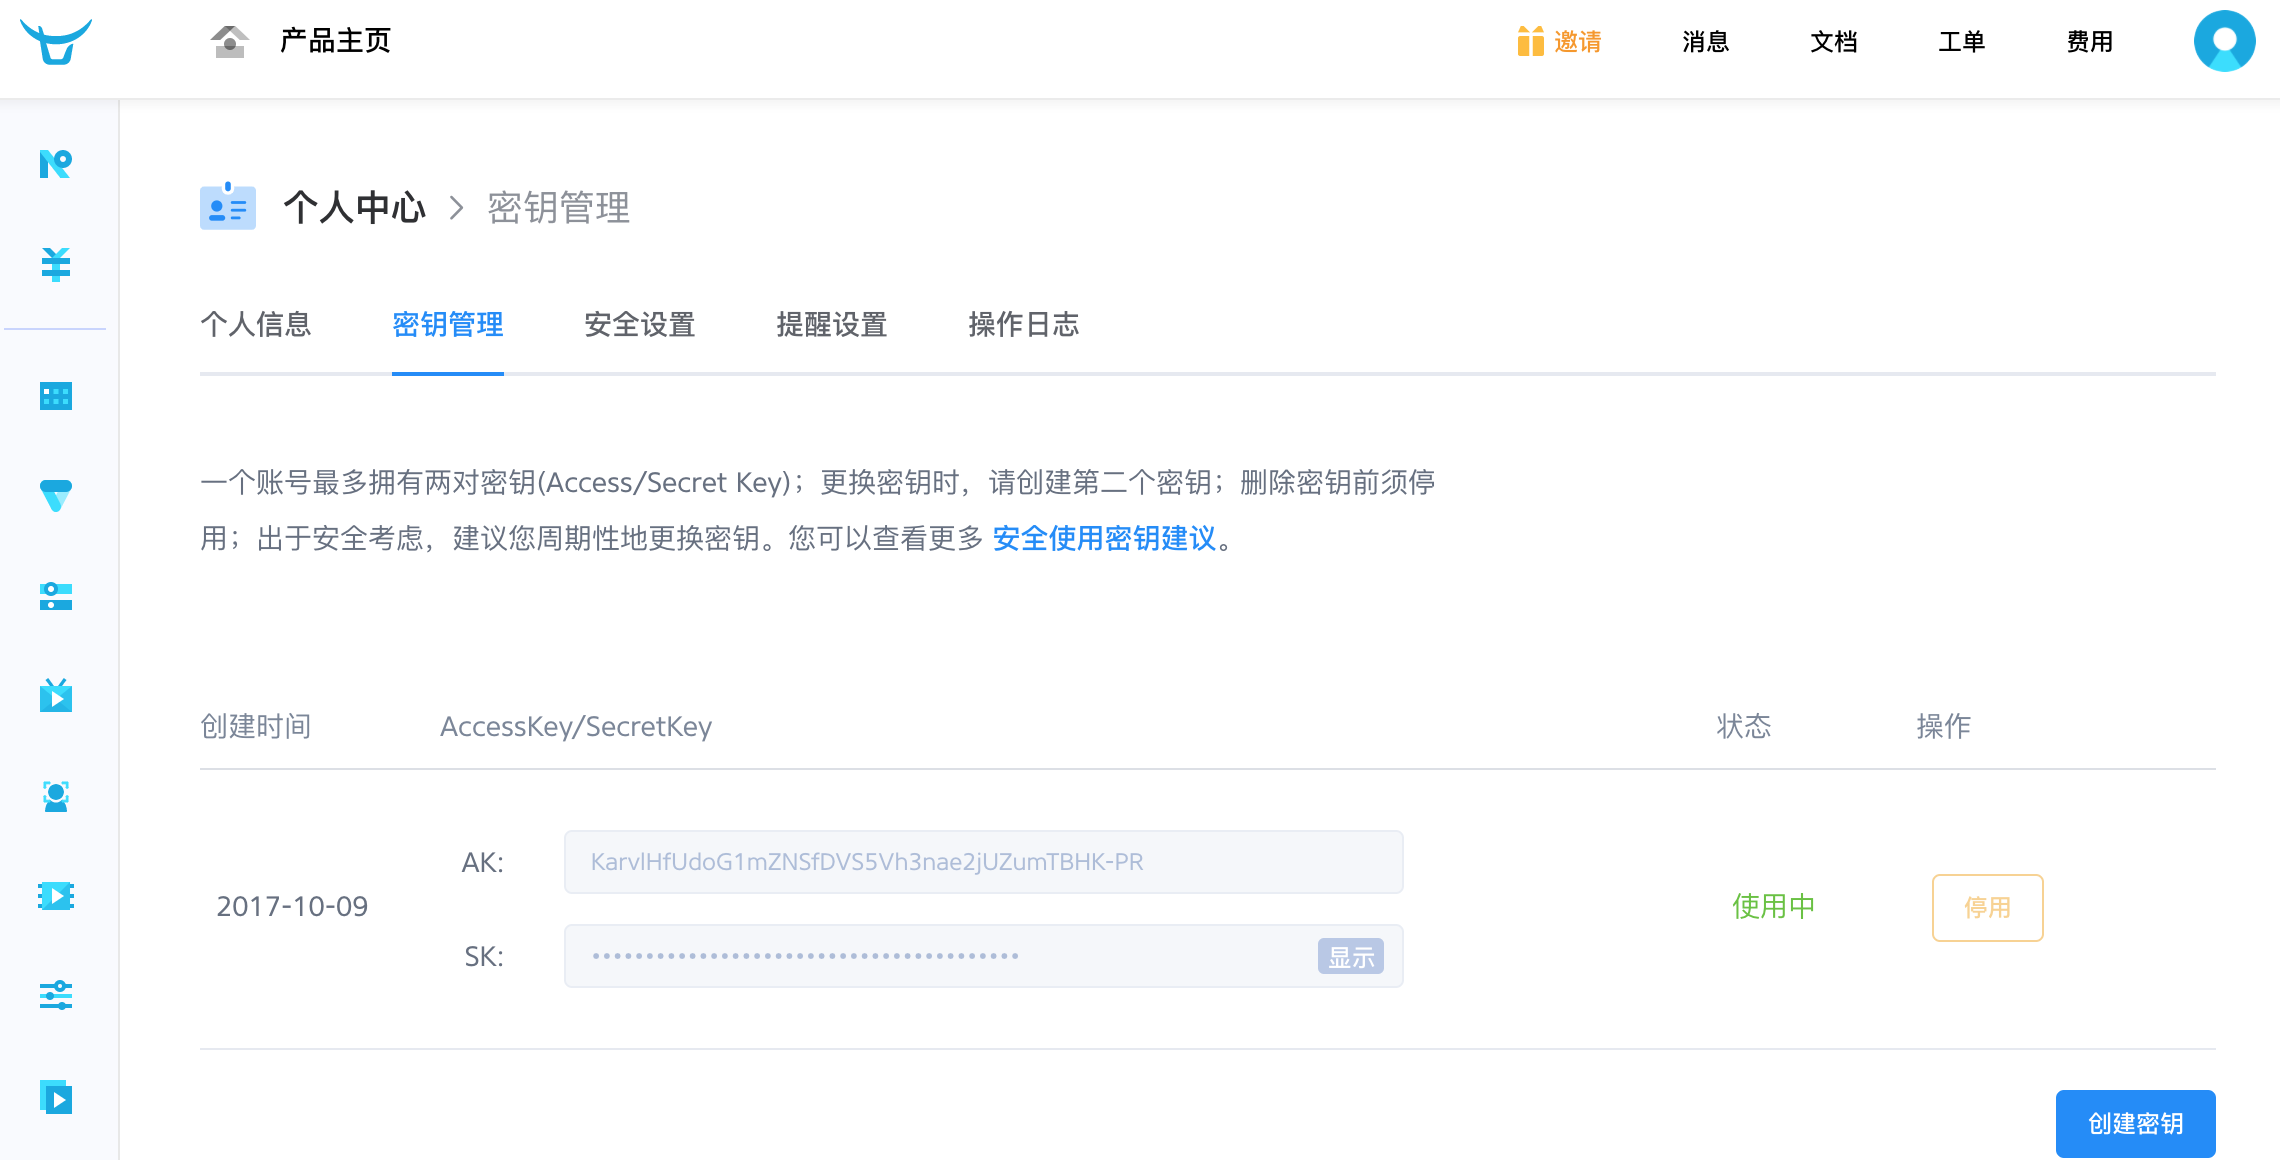 产品主页
邀请
消息
文档
工单
费用
个人中心 > 密钥管理
个人信息
密钥管理
安全设置
提醒设置
操作日志
一个账号最多拥有两对密钥(Access/Secret Key)；更换密钥时，请创建第二个密钥；删除密钥前须停
用；出于安全考虑，建议您周期性地更换密钥。您可以查看更多 安全使用密钥建议。
创建时间
AccessKey/SecretKey
状态
操作
2017-10-09
AK:
KarvlHfUdoG1mZNSfDVS5Vh3nae2jUZumTBHK-PR
SK:
显示
使用中
停用
创建密钥